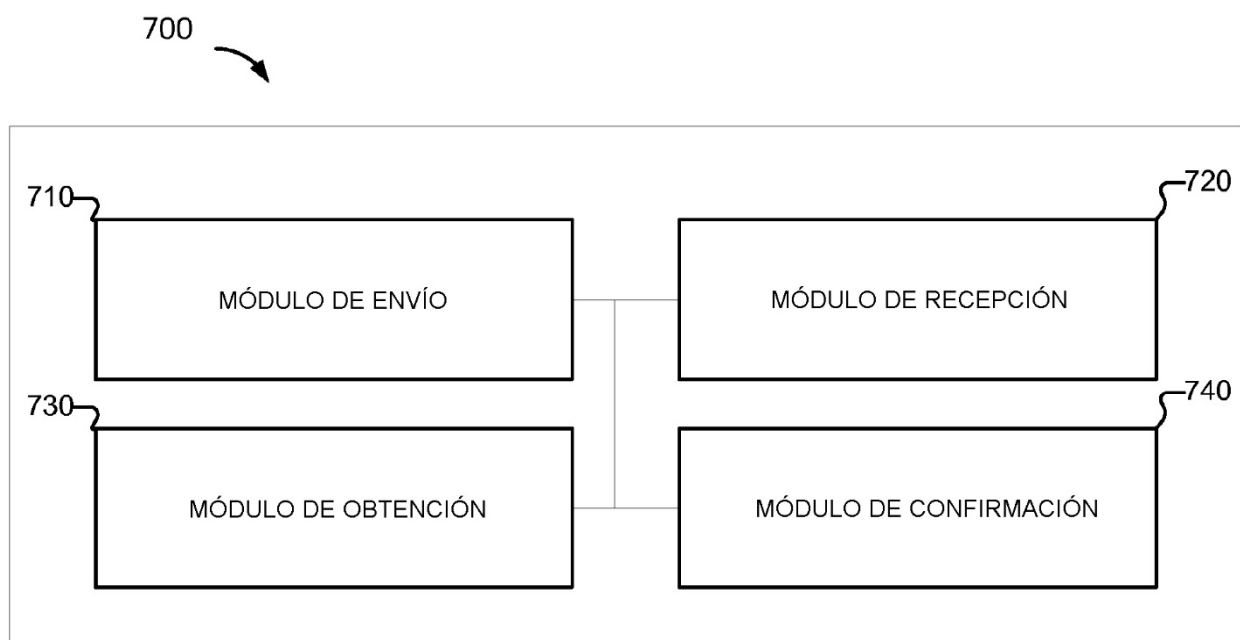 700
710
720
MÓDULO DE ENVÍO
MÓDULO DE RECEPCIÓN
730
740
MÓDULO DE OBTENCIÓN
MÓDULO DE CONFIRMACIÓN